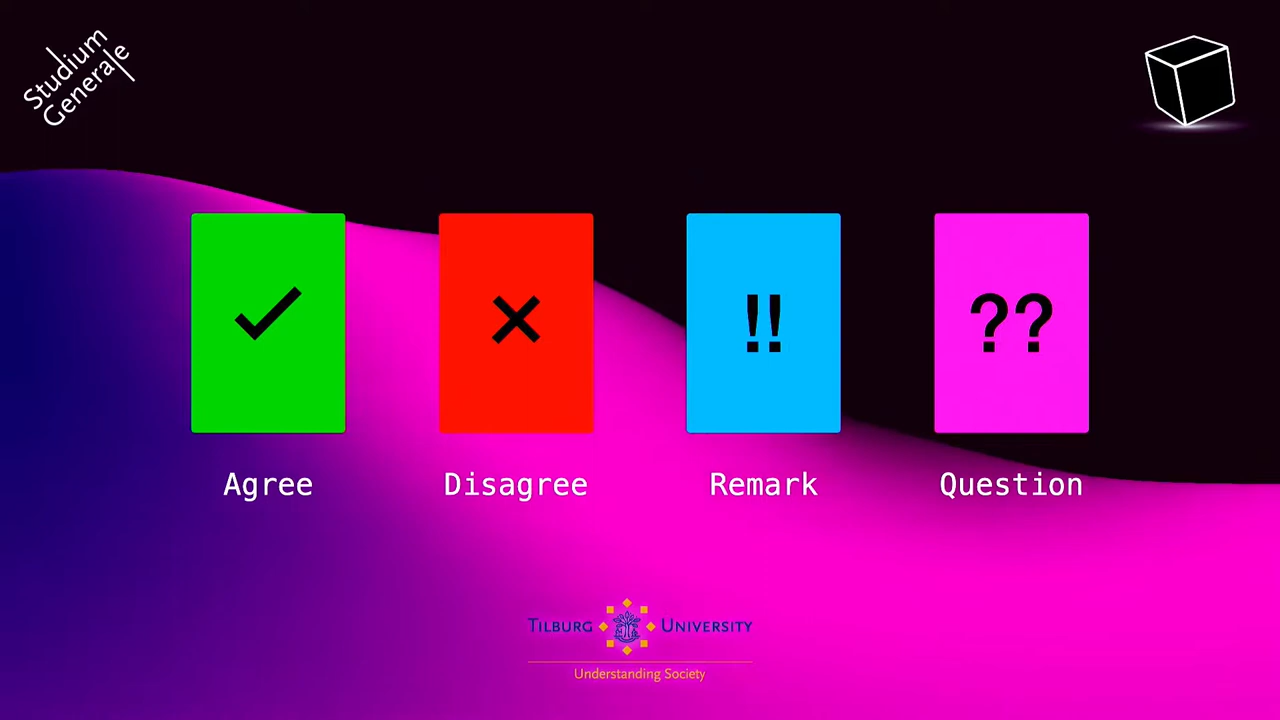 Studium
Generale
✓
✕
!!
??
Agree
Disagree
Remark
Question
TILBURG UNIVERSITY
Understanding Society